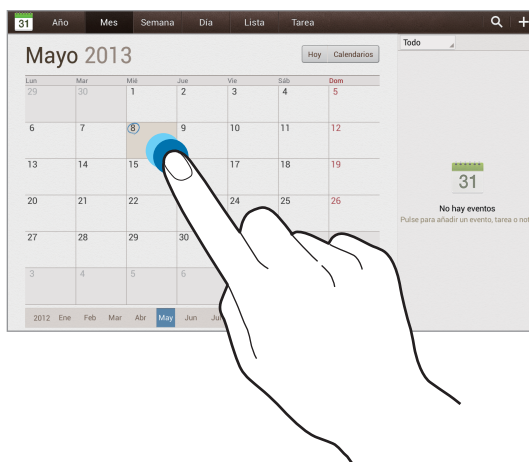 31 Año Mes Semana Día Lista Tarea
Mayo 2013
Hoy Calendarios
Todo
Lun Mar Mié Jue Vie Sáb Dom
29 30 1 2 3 4 5
6 7 8 9 10 11 12
13 14 15 17 18 19
20 21 22 24 25 26
27 28 29 30
3 4 5 6
2012 Ene Feb Mar Abr May Jun
31
No hay eventos
Pulse para añadir un evento, tarea o not